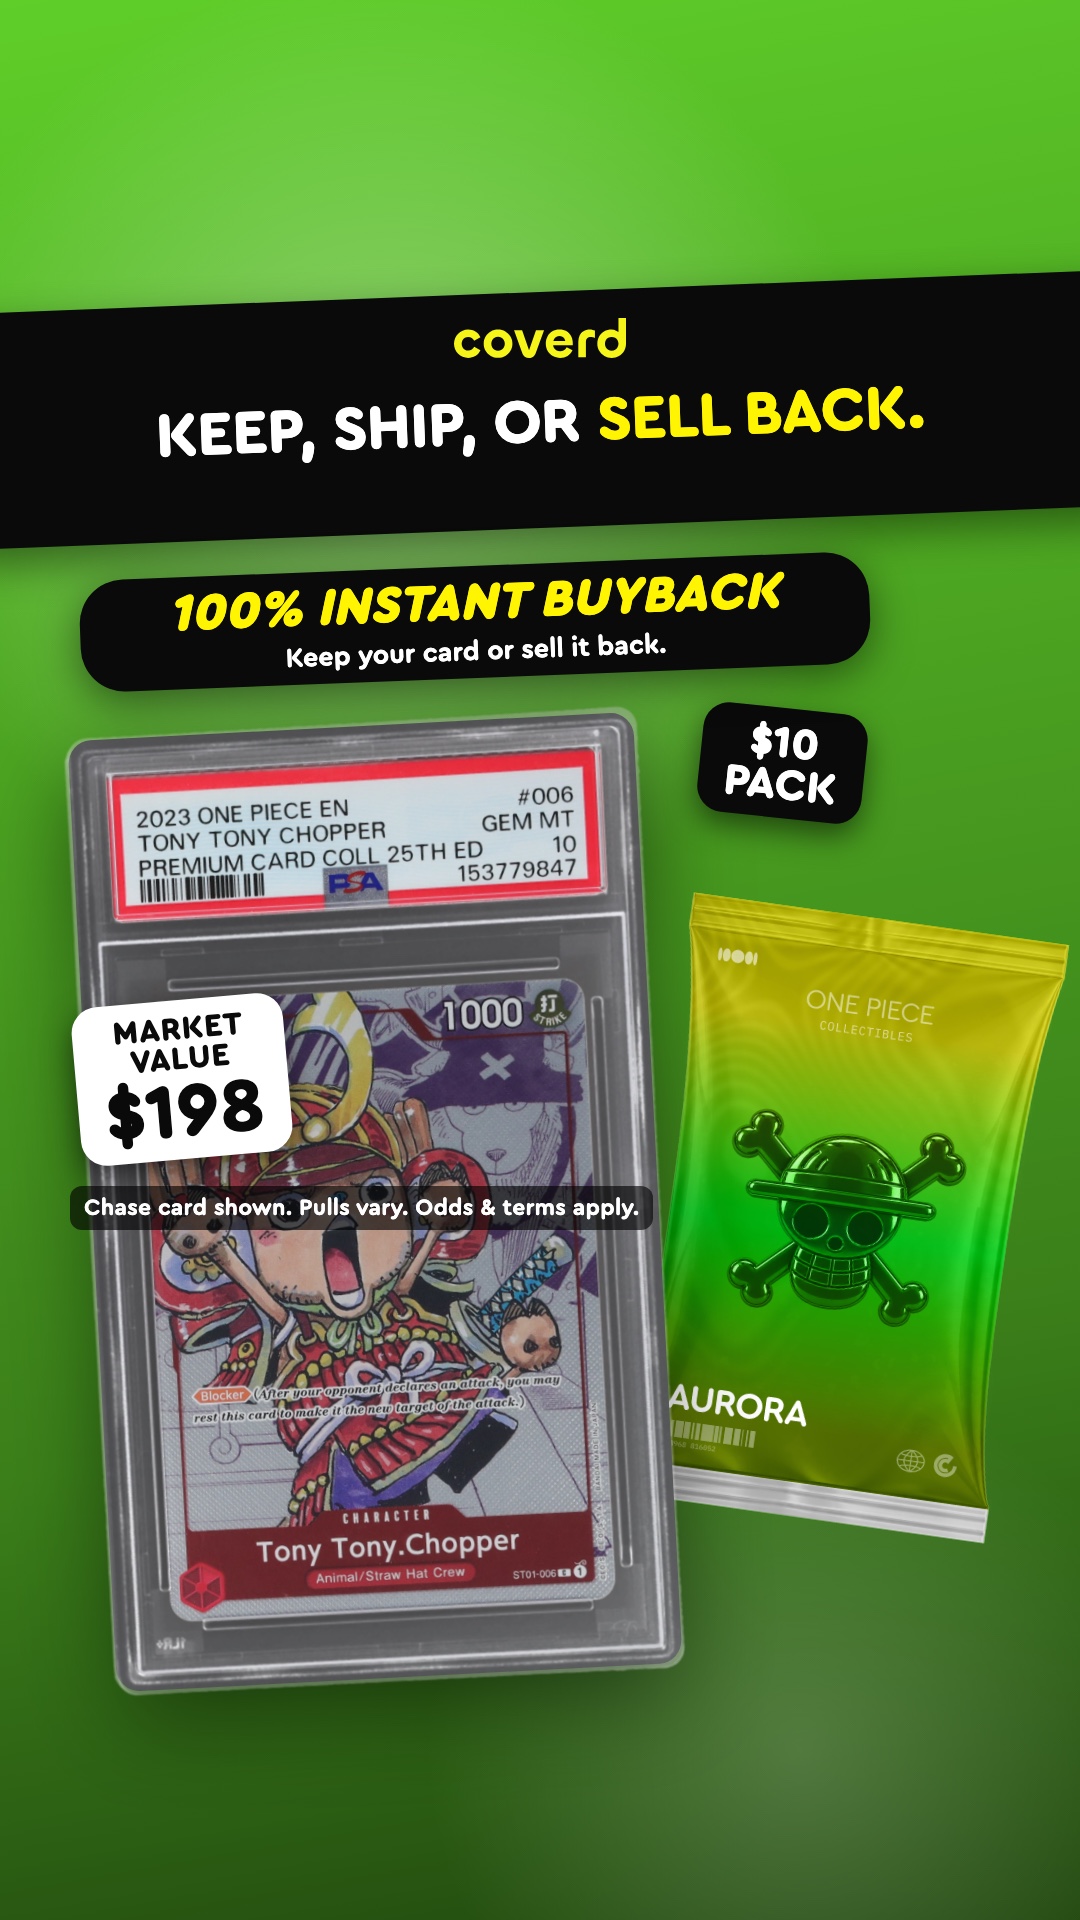 coverd
KEEP, SHIP, OR SELL BACK.
100% INSTANT BUYBACK
Keep your card or sell it back.
$10
PACK
2023 ONE PIECE EN #006
TONY TONY CHOPPER GEM MT
PREMIUM CARD COLL 25TH ED 10
PSA 153779847
MARKET
VALUE
$198
1000 打
STRIKE
Chase card shown. Pulls vary. Odds & terms apply.
Blocker (After your opponent declares an attack, you may
rest this card to make it the new target of the attack.)
CHARACTER
Tony Tony.Chopper
Animal/Straw Hat Crew
ST01-006 C 1
ONE PIECE
COLLECTIBLES
AURORA